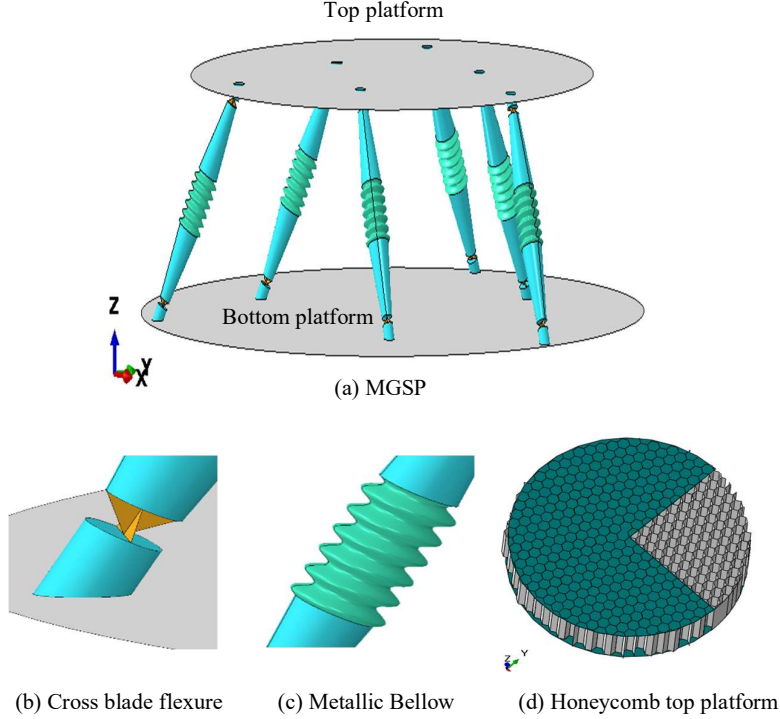 Top platform
Bottom platform
Z
Y
X
(a) MGSP
Z
Y
(b) Cross blade flexure
(c) Metallic Bellow
(d) Honeycomb top platform